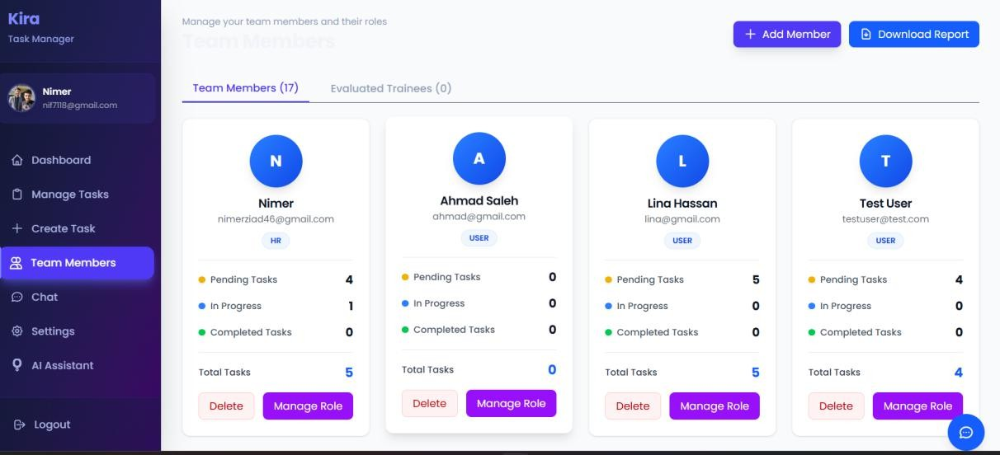 Kira
Task Manager
Nimer
nif7118@gmail.com
Dashboard
Manage Tasks
Create Task
Team Members
Chat
Settings
AI Assistant
Logout
Manage your team members and their roles
Team Members
Add Member
Download Report
Team Members (17)
Evaluated Trainees (0)
N
Nimer
nimerziad46@gmail.com
HR
Pending Tasks 4
In Progress 1
Completed Tasks 0
Total Tasks 5
Delete
Manage Role
A
Ahmad Saleh
ahmad@gmail.com
USER
Pending Tasks 0
In Progress 0
Completed Tasks 0
Total Tasks 0
Delete
Manage Role
L
Lina Hassan
lina@gmail.com
USER
Pending Tasks 5
In Progress 0
Completed Tasks 0
Total Tasks 5
Delete
Manage Role
T
Test User
testuser@test.com
USER
Pending Tasks 4
In Progress 0
Completed Tasks 0
Total Tasks 4
Delete
Manage Role